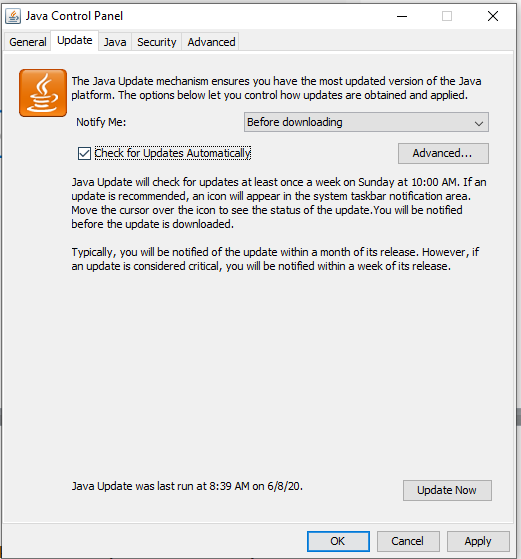 Java Control Panel
General Update Java Security Advanced
The Java Update mechanism ensures you have the most updated version of the Java
platform. The options below let you control how updates are obtained and applied.
Notify Me: Before downloading
Check for Updates Automatically Advanced...
Java Update will check for updates at least once a week on Sunday at 10:00 AM. If an
update is recommended, an icon will appear in the system taskbar notification area.
Move the cursor over the icon to see the status of the update.You will be notified
before the update is downloaded.
Typically, you will be notified of the update within a month of its release. However, if
an update is considered critical, you will be notified within a week of its release.
Java Update was last run at 8:39 AM on 6/8/20. Update Now
OK Cancel Apply